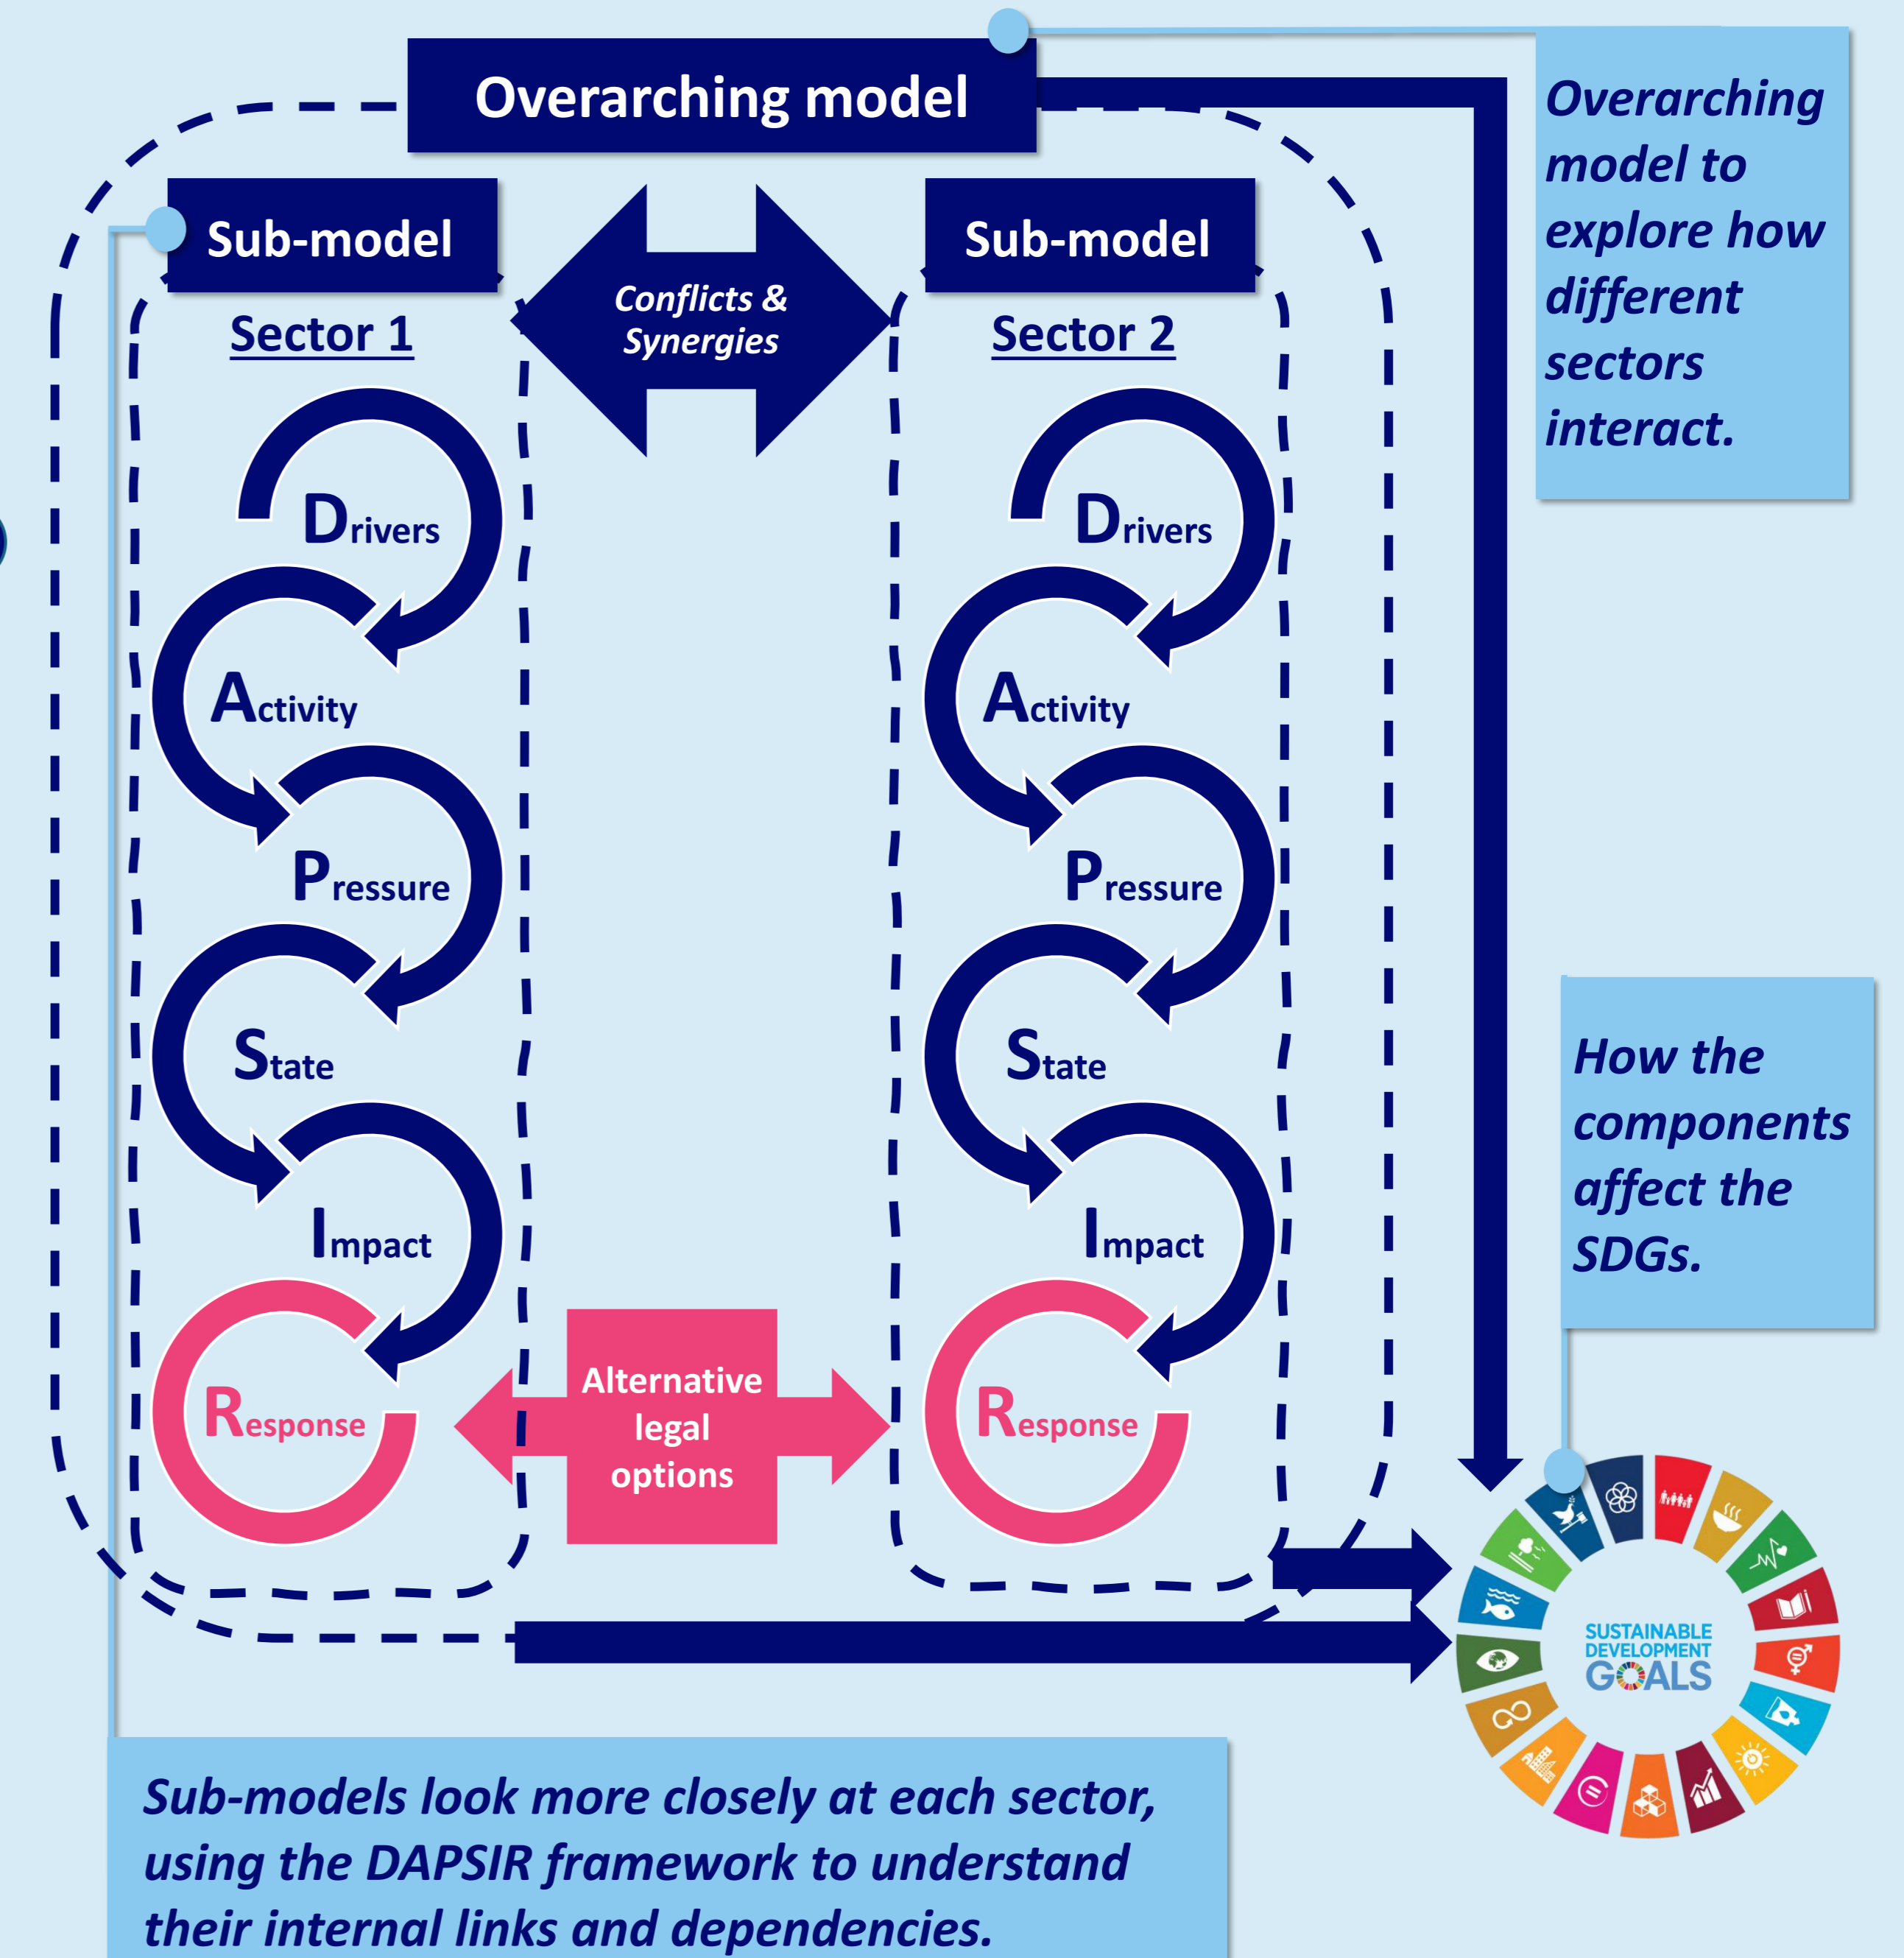 Overarching model
Overarching
model to
explore how
different
sectors
interact.
Sub-model
Sector 1
Conflicts &
Synergies
Sub-model
Sector 2
Drivers
Activity
Pressure
State
Impact
Response
Alternative
legal
options
Drivers
Activity
Pressure
State
Impact
Response
How the
components
affect the
SDGs.
SUSTAINABLE
DEVELOPMENT
GOALS
Sub-models look more closely at each sector,
using the DAPSIR framework to understand
their internal links and dependencies.